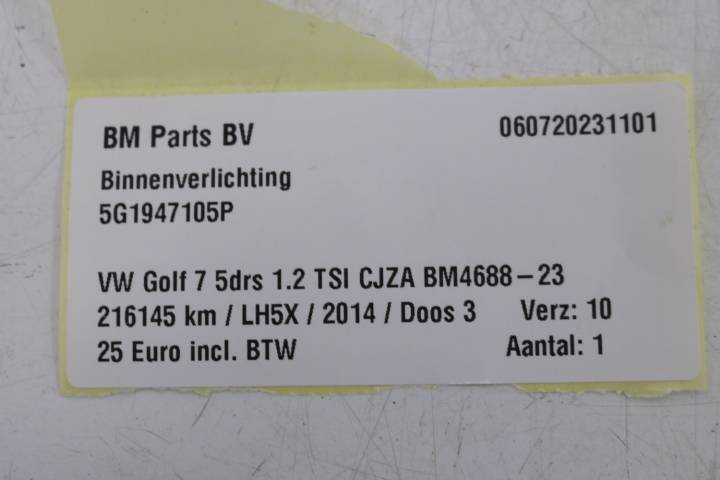 BM Parts BV 060720231101
Binnenverlichting
5G1947105P
VW Golf 7 5drs 1.2 TSI CJZA BM4688-23
216145 km / LH5X / 2014 / Doos 3 Verz: 10
25 Euro incl. BTW Aantal: 1